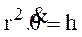 r² .θ& = h